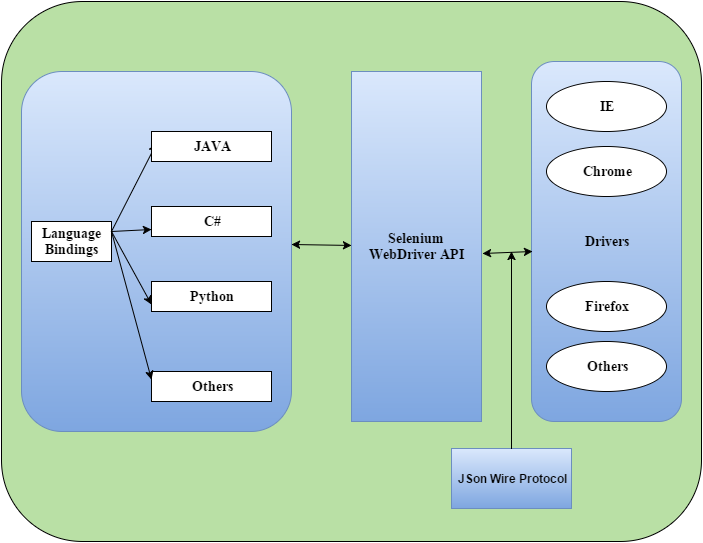 Language
Bindings
JAVA
C#
Python
Others
Selenium
WebDriver API
IE
Chrome
Drivers
Firefox
Others
JSon Wire Protocol